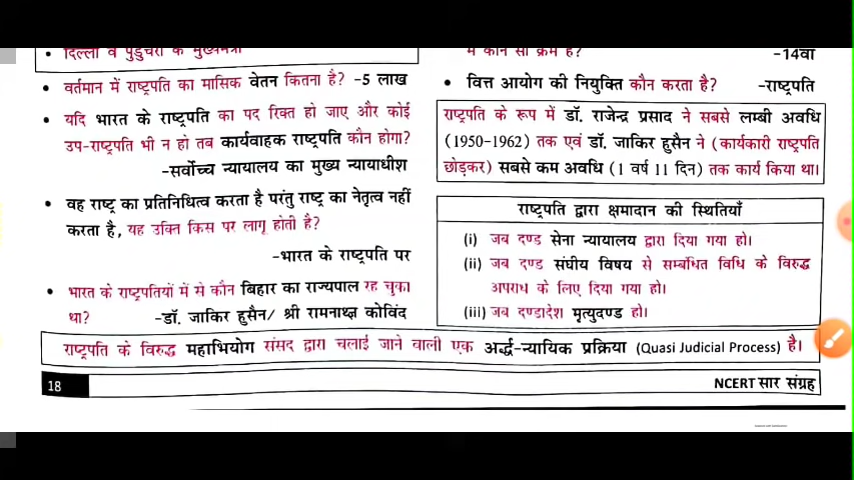 • दिल्ली व पुडुचेरी के मुख्यमंत्री
• वर्तमान में राष्ट्रपति का मासिक वेतन कितना है? -5 लाख
• यदि भारत के राष्ट्रपति का पद रिक्त हो जाए और कोई
उप-राष्ट्रपति भी न हो तब कार्यवाहक राष्ट्रपति कौन होगा?
-सर्वोच्च न्यायालय का मुख्य न्यायाधीश
• वह राष्ट्र का प्रतिनिधित्व करता है परंतु राष्ट्र का नेतृत्व नहीं
करता है, यह उक्ति किस पर लागू होती है?
-भारत के राष्ट्रपति पर
• भारत के राष्ट्रपतियों में से कौन बिहार का राज्यपाल रह चुका
था? -डॉ. जाकिर हुसैन/ श्री रामनाथ कोविंद
में कौन सा क्रम है?
-14वां
• वित्त आयोग की नियुक्ति कौन करता है? -राष्ट्रपति
राष्ट्रपति के रूप में डॉ. राजेन्द्र प्रसाद ने सबसे लम्बी अवधि
(1950-1962) तक एवं डॉ. जाकिर हुसैन ने (कार्यकारी राष्ट्रपति
छोड़कर) सबसे कम अवधि (1 वर्ष 11 दिन) तक कार्य किया था।
राष्ट्रपति द्वारा क्षमादान की स्थितियाँ
(i) जब दण्ड सेना न्यायालय द्वारा दिया गया हो।
(ii) जब दण्ड संघीय विषय से सम्बंधित विधि के विरुद्ध
अपराध के लिए दिया गया हो।
(iii) जब दण्डादेश मृत्युदण्ड हो।
राष्ट्रपति के विरुद्ध महाभियोग संसद द्वारा चलाई जाने वाली एक अर्द्ध-न्यायिक प्रक्रिया (Quasi Judicial Process) है।
18
NCERT सार संग्रह